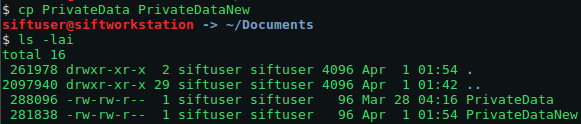 $ cp PrivateData PrivateDataNew
siftuser@siftworkstation -> ~/Documents
$ ls -lai
total 16
261978 drwxr-xr-x 2 siftuser siftuser 4096 Apr 1 01:54 .
2097940 drwxr-xr-x 29 siftuser siftuser 4096 Apr 1 01:42 ..
288096 -rw-rw-r-- 1 siftuser siftuser 96 Mar 28 04:16 PrivateData
281838 -rw-rw-r-- 1 siftuser siftuser 96 Apr 1 01:54 PrivateDataNew